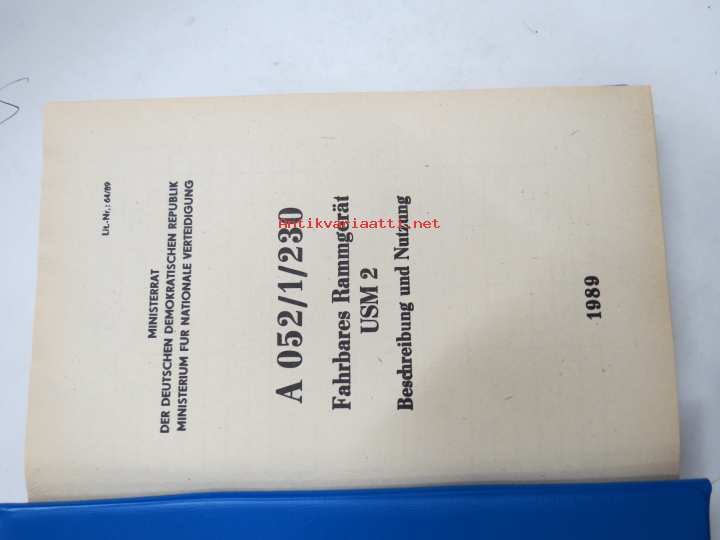 Lit.-Nr.: 64/89
MINISTERRAT
DER DEUTSCHEN DEMOKRATISCHEN REPUBLIK
MINISTERIUM FÜR NATIONALE VERTEIDIGUNG
A 052/1/230
Fahrbares Rammgerät
USM 2
Beschreibung und Nutzung
1989
Antikvariaatti.net